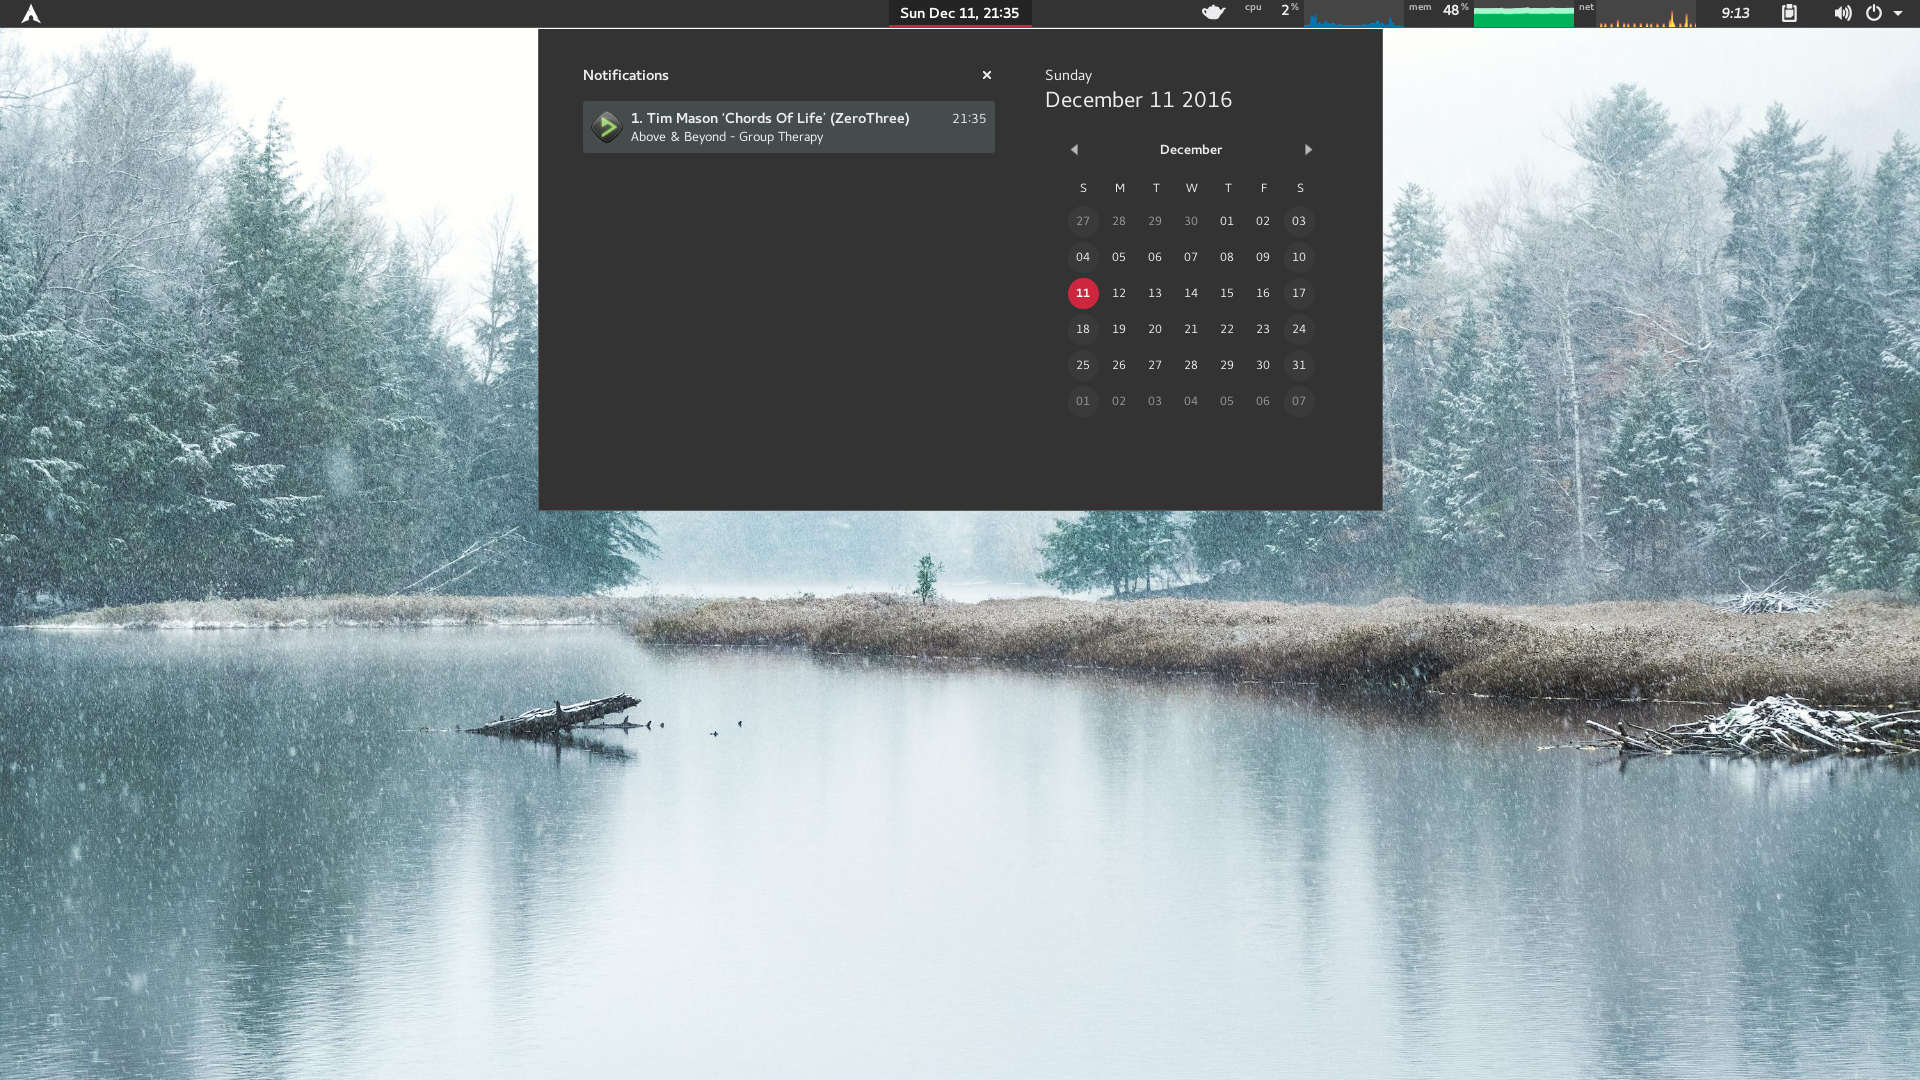 Sun Dec 11, 21:35
cpu 2%
mem 48%
net
9:13
Notifications
1. Tim Mason ‘Chords Of Life’ (ZeroThree) 21:35
Above & Beyond – Group Therapy
Sunday
December 11 2016
December
S M T W T F S
27 28 29 30 01 02 03
04 05 06 07 08 09 10
11 12 13 14 15 16 17
18 19 20 21 22 23 24
25 26 27 28 29 30 31
01 02 03 04 05 06 07